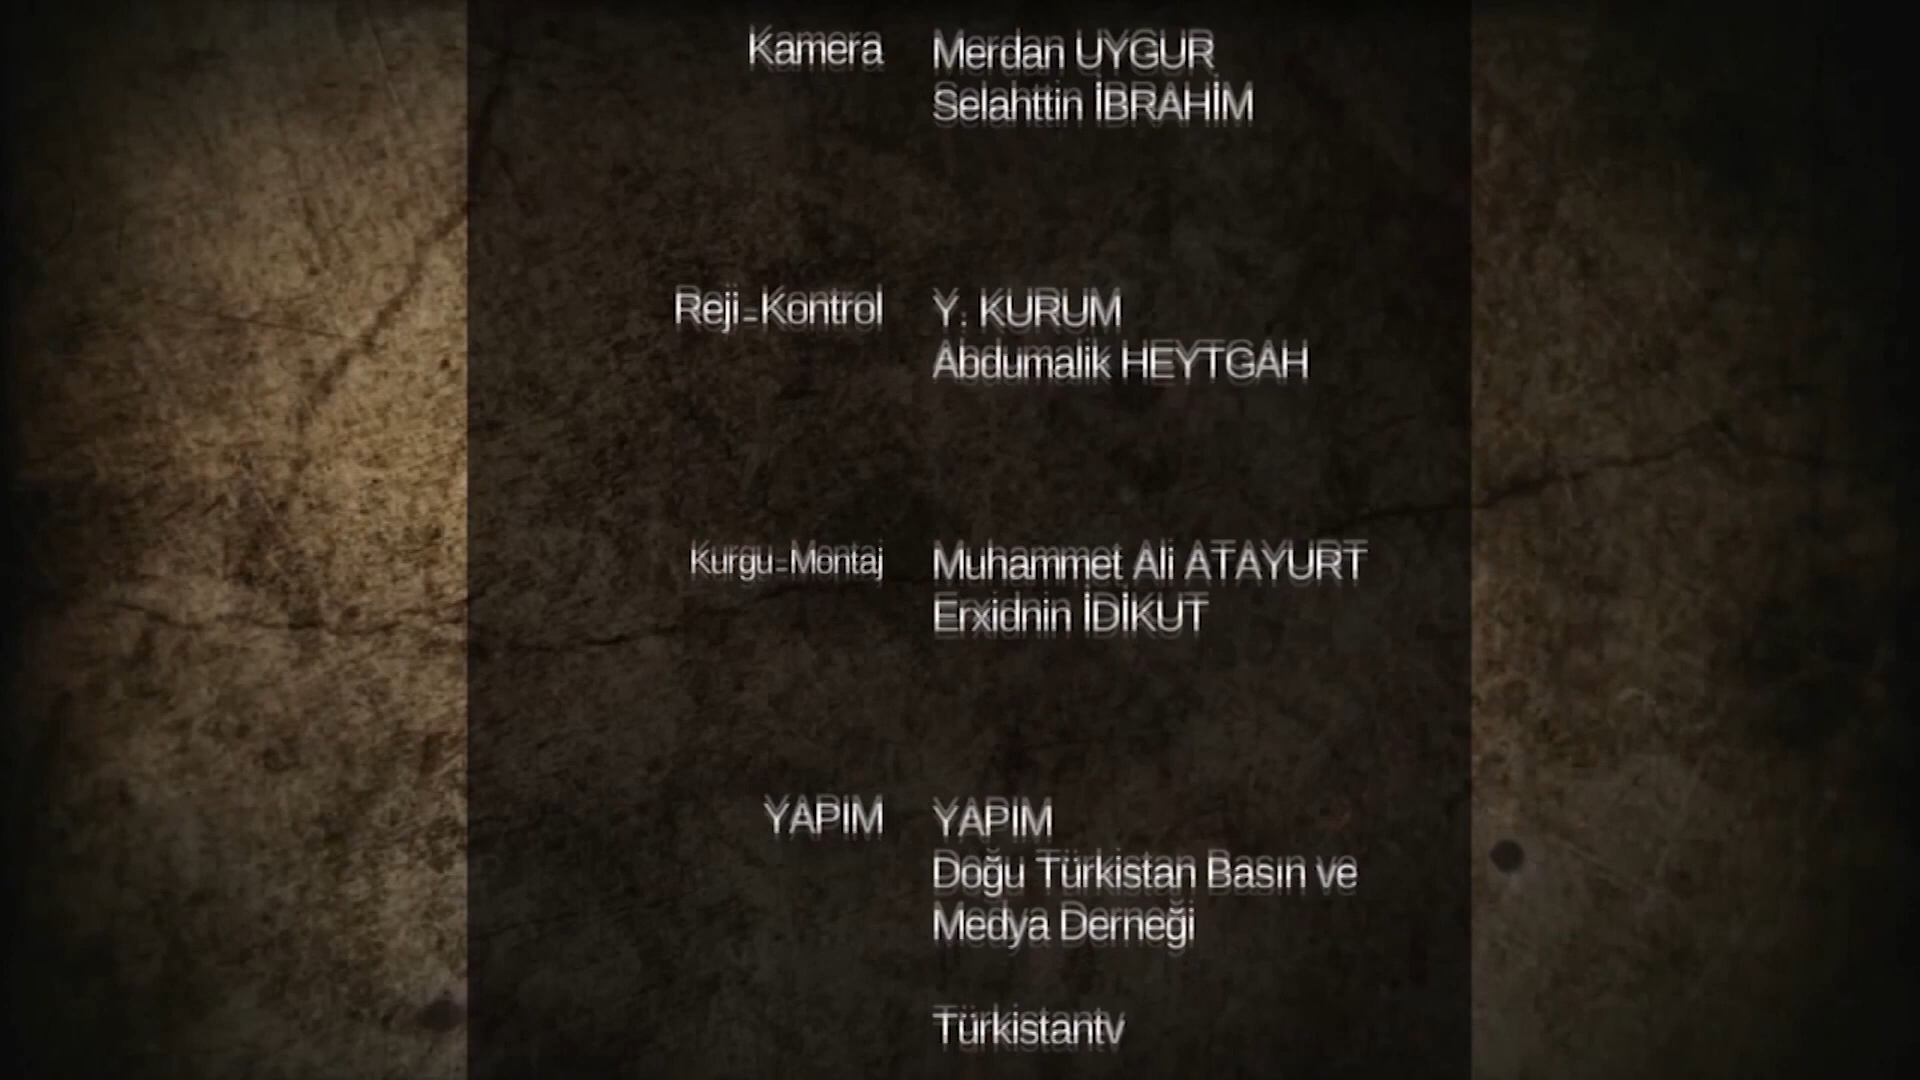 Kamera Merdan UYGUR
Selahttin İBRAHİM
Reji-Kontrol Y. KURUM
Abdumalik HEYTGAH
Kurgu-Montaj Muhammet Ali ATAYURT
Erxidnin İDİKUT
YAPIM YAPIM
Doğu Türkistan Basın ve
Medya Derneği
Türkistantv